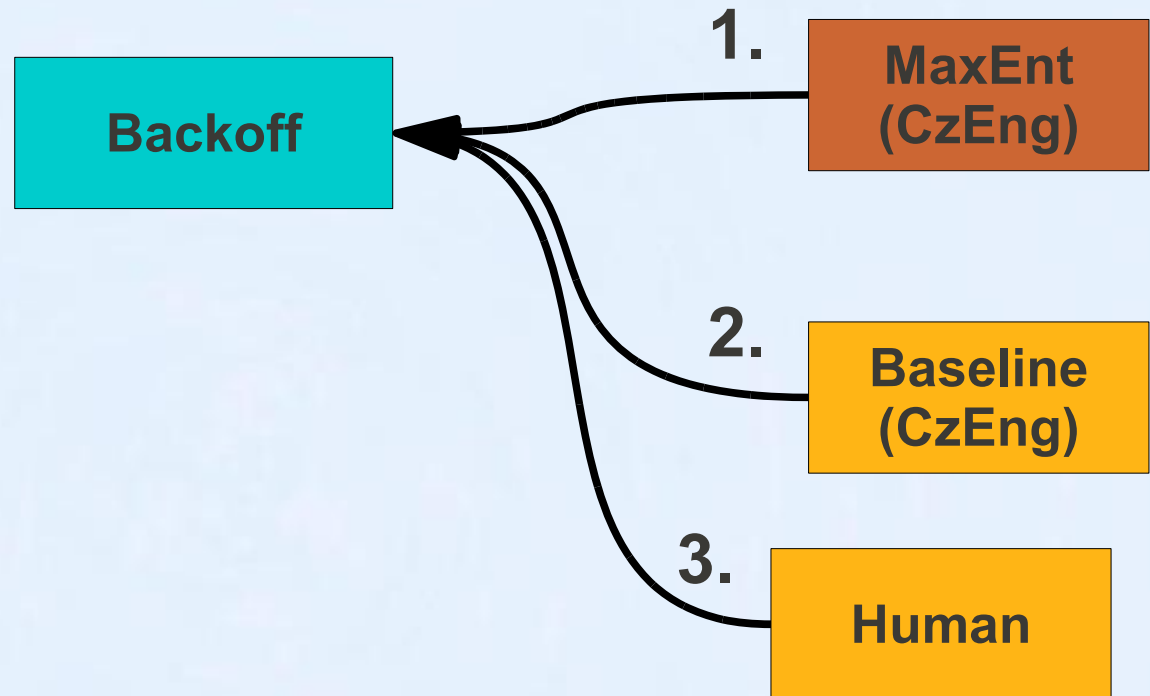 Backoff
1.
MaxEnt
(CzEng)
2.
Baseline
(CzEng)
3.
Human